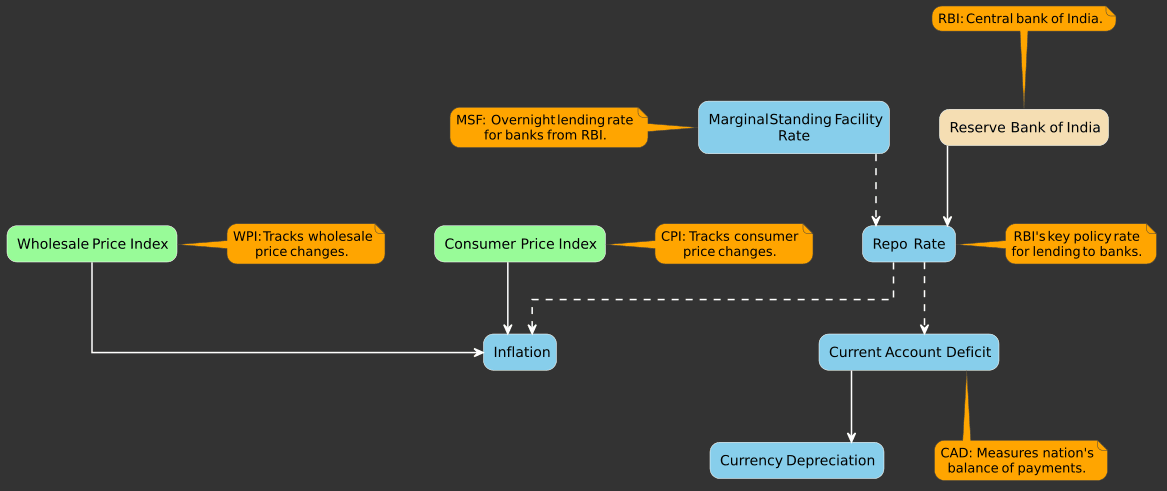 RBI: Central bank of India.
MSF: Overnight lending rate
for banks from RBI.
Marginal Standing Facility
Rate
Reserve Bank of India
Wholesale Price Index
WPI: Tracks wholesale
price changes.
Consumer Price Index
CPI: Tracks consumer
price changes.
Repo Rate
RBI's key policy rate
for lending to banks.
Inflation
Current Account Deficit
Currency Depreciation
CAD: Measures nation's
balance of payments.